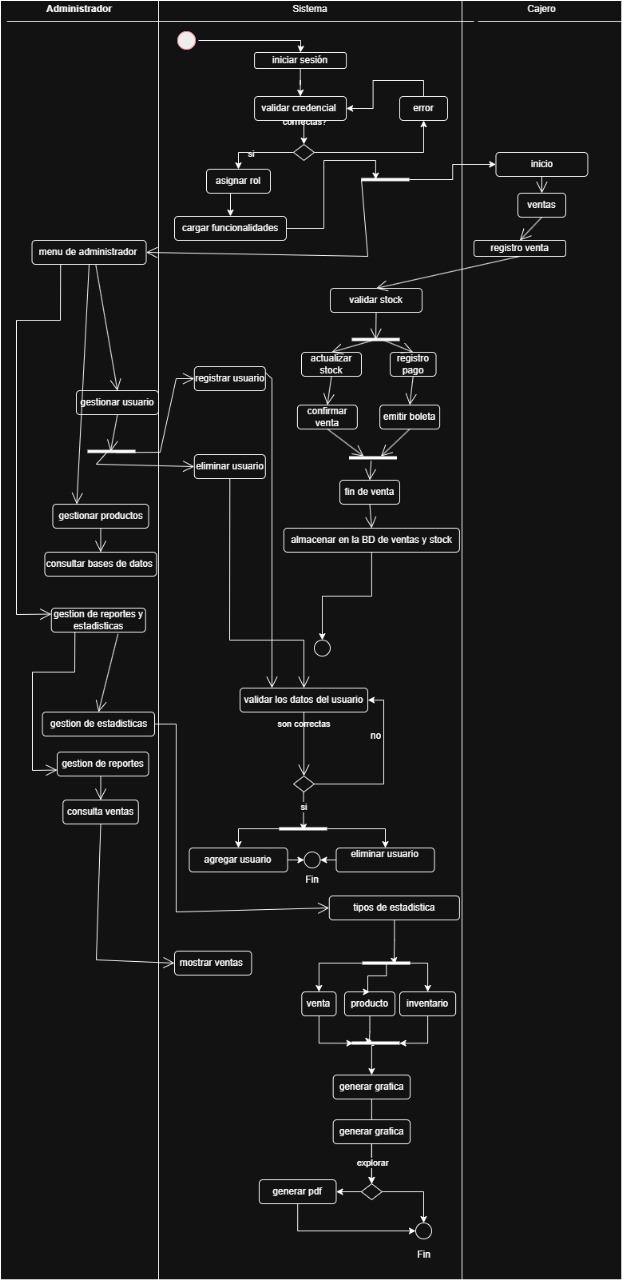 Administrador
Sistema
Cajero
iniciar sesión
validar credencial
correctas?
error
si
inicio
asignar rol
ventas
cargar funcionalidades
registro venta
menu de administrador
validar stock
actualizar
stock
registro
pago
registrar usuario
gestionar usuario
confirmar
venta
emitir boleta
eliminar usuario
fin de venta
gestionar productos
almacenar en la BD de ventas y stock
consultar bases de datos
gestion de reportes y
estadisticas
validar los datos del usuario
gestion de estadisticas
son correctas
no
gestion de reportes
si
consulta ventas
agregar usuario
eliminar usuario
Fin
tipos de estadistica
mostrar ventas
venta
producto
inventario
generar grafica
generar grafica
explorar
generar pdf
Fin